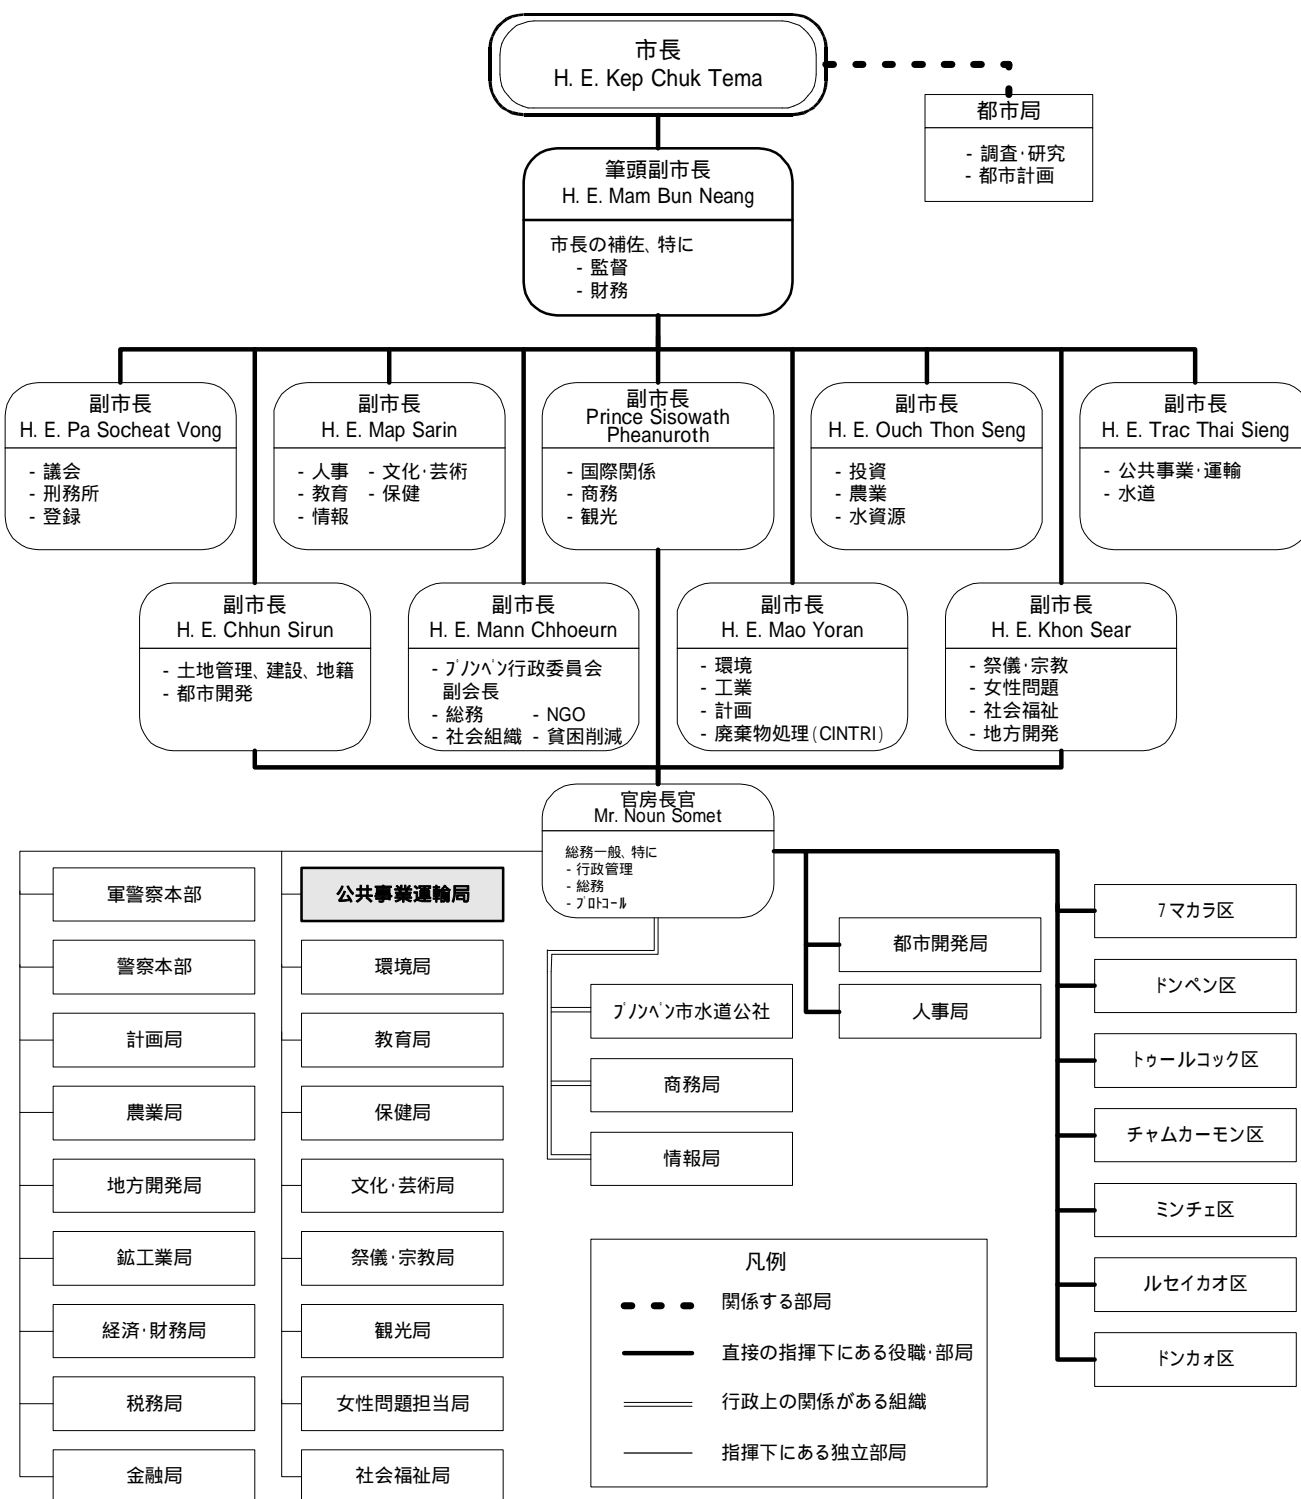 市長
H. E. Kep Chuk Tema
都市局
- 調査･研究
- 都市計画
筆頭副市長
H. E. Mam Bun Neang
市長の補佐、特に
- 監督
- 財務
副市長
H. E. Pa Socheat Vong
- 議会
- 刑務所
- 登録
副市長
H. E. Map Sarin
- 人事 - 文化･芸術
- 教育 - 保健
- 情報
副市長
Prince Sisowath
Pheanuroth
- 国際関係
- 商務
- 観光
副市長
H. E. Ouch Thon Seng
- 投資
- 農業
- 水資源
副市長
H. E. Trac Thai Sieng
- 公共事業･運輸
- 水道
副市長
H. E. Chhun Sirun
- 土地管理、建設、地籍
- 都市開発
副市長
H. E. Mann Chhoeurn
- ﾌﾟﾉﾝﾍﾟﾝ行政委員会
副会長
- 総務 - NGO
- 社会組織 - 貧困削減
副市長
H. E. Mao Yoran
- 環境
- 工業
- 計画
- 廃棄物処理(CINTRI)
副市長
H. E. Khon Sear
- 祭儀･宗教
- 女性問題
- 社会福祉
- 地方開発
官房長官
Mr. Noun Somet
総務一般、特に
- 行政管理
- 総務
- ﾌﾟﾛﾄｺｰﾙ
軍警察本部
警察本部
計画局
農業局
地方開発局
鉱工業局
経済･財務局
税務局
金融局
公共事業運輸局
環境局
教育局
保健局
文化･芸術局
祭儀･宗教局
観光局
女性問題担当局
社会福祉局
ﾌﾟﾉﾝﾍﾟﾝ市水道公社
商務局
情報局
都市開発局
人事局
7マカラ区
ドンペン区
トゥールコック区
チャムカーモン区
ミンチェ区
ルセイカオ区
ドンカォ区
凡例
関係する部局
直接の指揮下にある役職･部局
行政上の関係がある組織
指揮下にある独立部局